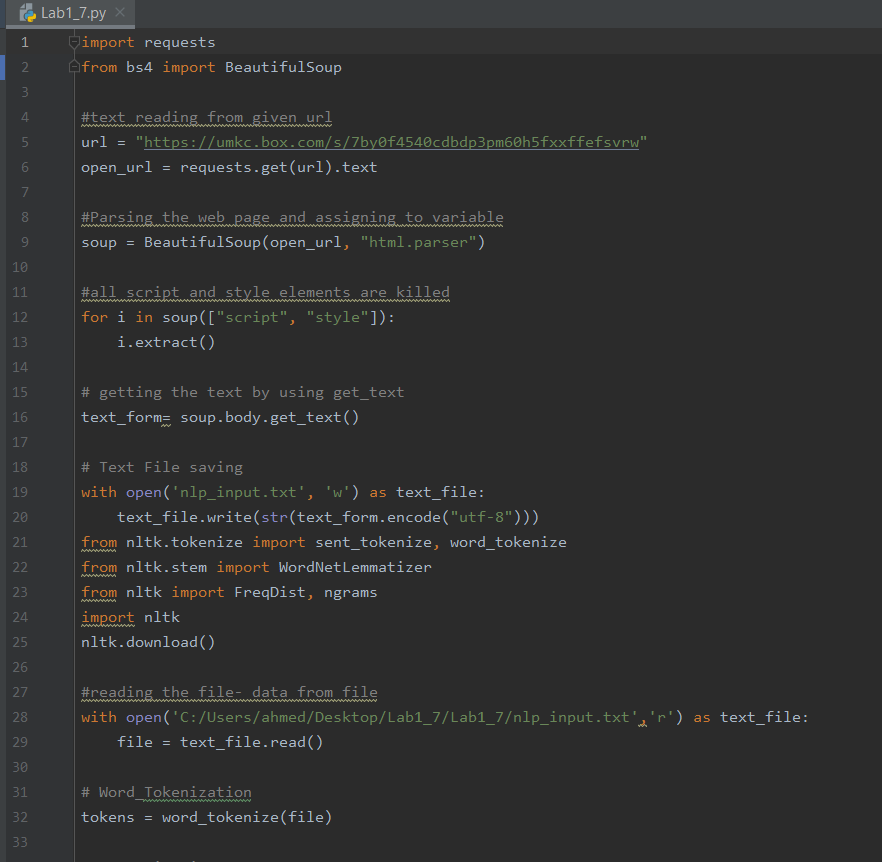 Lab1_7.py
1 import requests
2 from bs4 import BeautifulSoup
3
4 #text reading from given url
5 url = "https://umkc.box.com/s/7by0f4540cdbdp3pm60h5fxxffefsvrw"
6 open_url = requests.get(url).text
7
8 #Parsing the web page and assigning to variable
9 soup = BeautifulSoup(open_url, "html.parser")
10
11 #all script and style elements are killed
12 for i in soup(["script", "style"]):
13     i.extract()
14
15 # getting the text by using get_text
16 text_form= soup.body.get_text()
17
18 # Text File saving
19 with open('nlp_input.txt', 'w') as text_file:
20     text_file.write(str(text_form.encode("utf-8")))
21 from nltk.tokenize import sent_tokenize, word_tokenize
22 from nltk.stem import WordNetLemmatizer
23 from nltk import FreqDist, ngrams
24 import nltk
25 nltk.download()
26
27 #reading the file- data from file
28 with open('C:/Users/ahmed/Desktop/Lab1_7/Lab1_7/nlp_input.txt','r') as text_file:
29     file = text_file.read()
30
31 # Word Tokenization
32 tokens = word_tokenize(file)
33